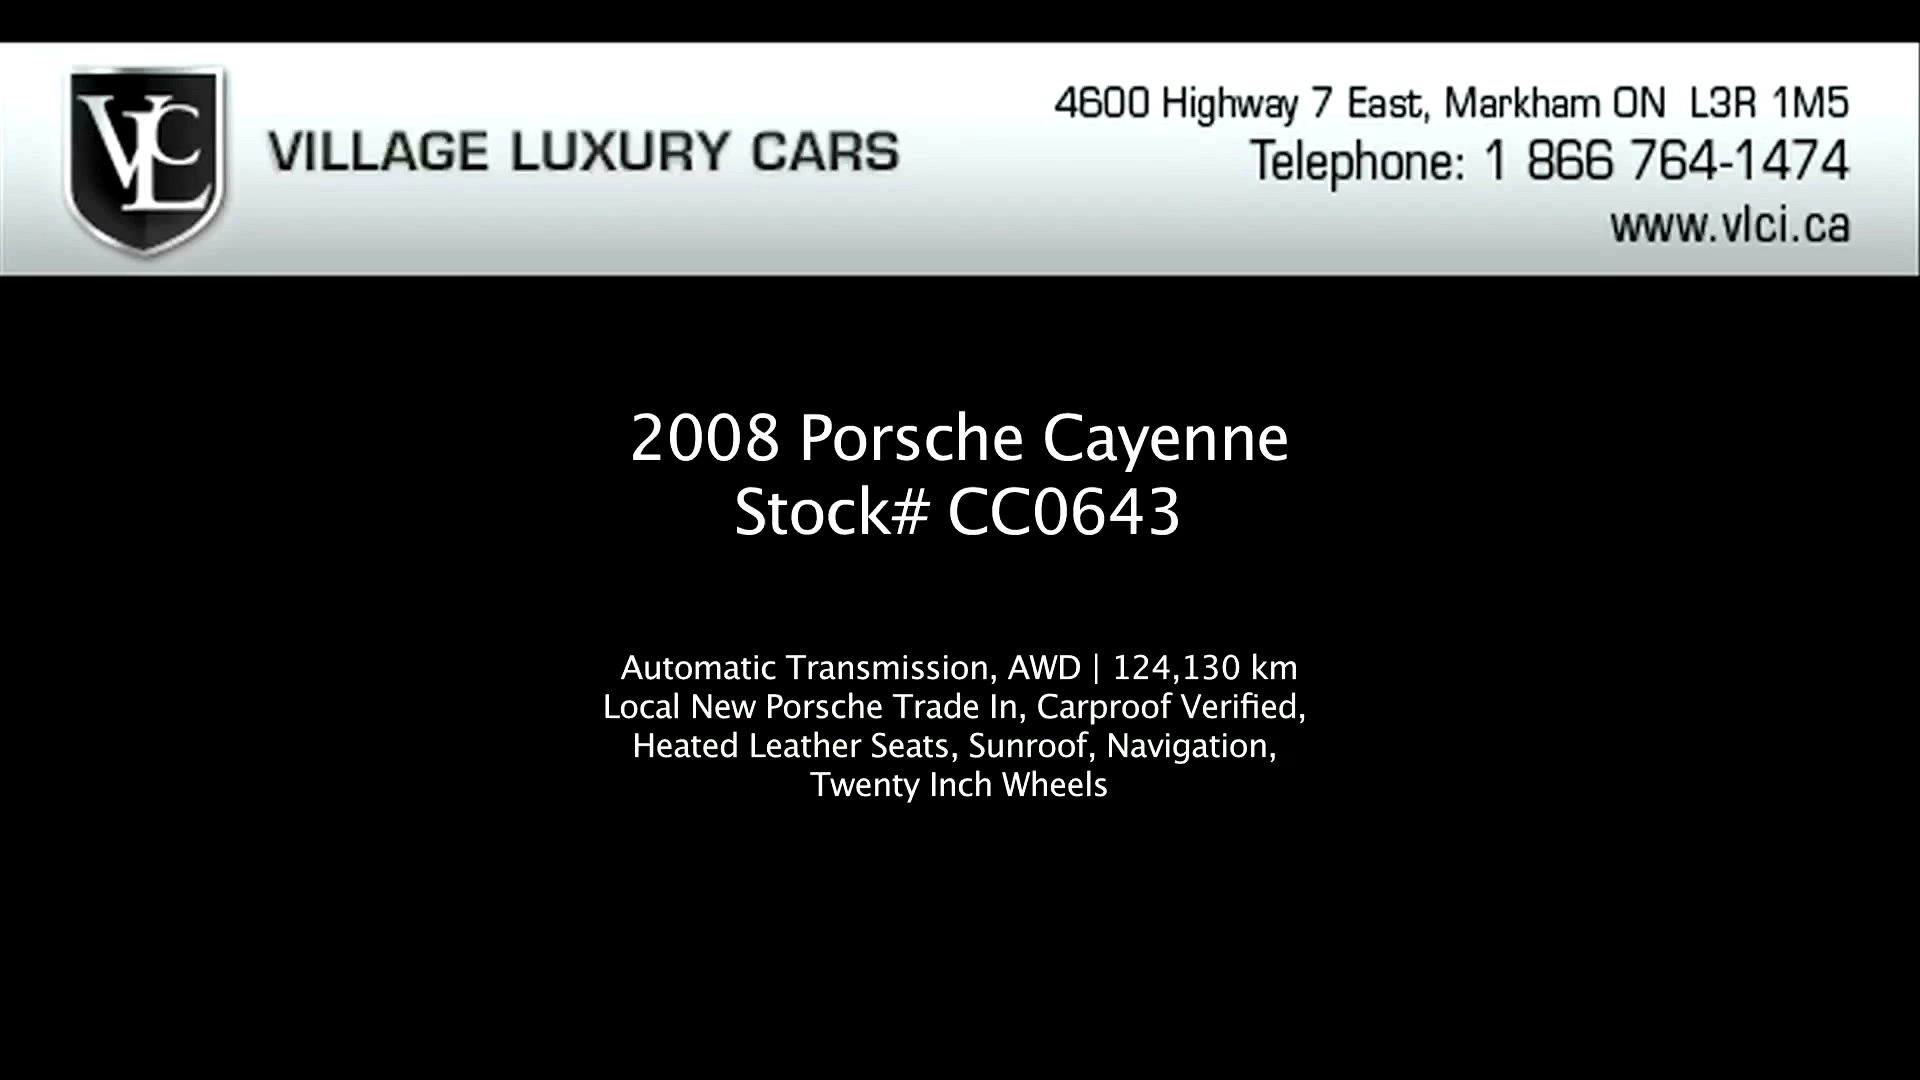 VLC
VILLAGE LUXURY CARS
4600 Highway 7 East, Markham ON L3R 1M5
Telephone: 1 866 764-1474
www.vlci.ca
2008 Porsche Cayenne
Stock# CC0643
Automatic Transmission, AWD | 124,130 km
Local New Porsche Trade In, Carproof Verified,
Heated Leather Seats, Sunroof, Navigation,
Twenty Inch Wheels